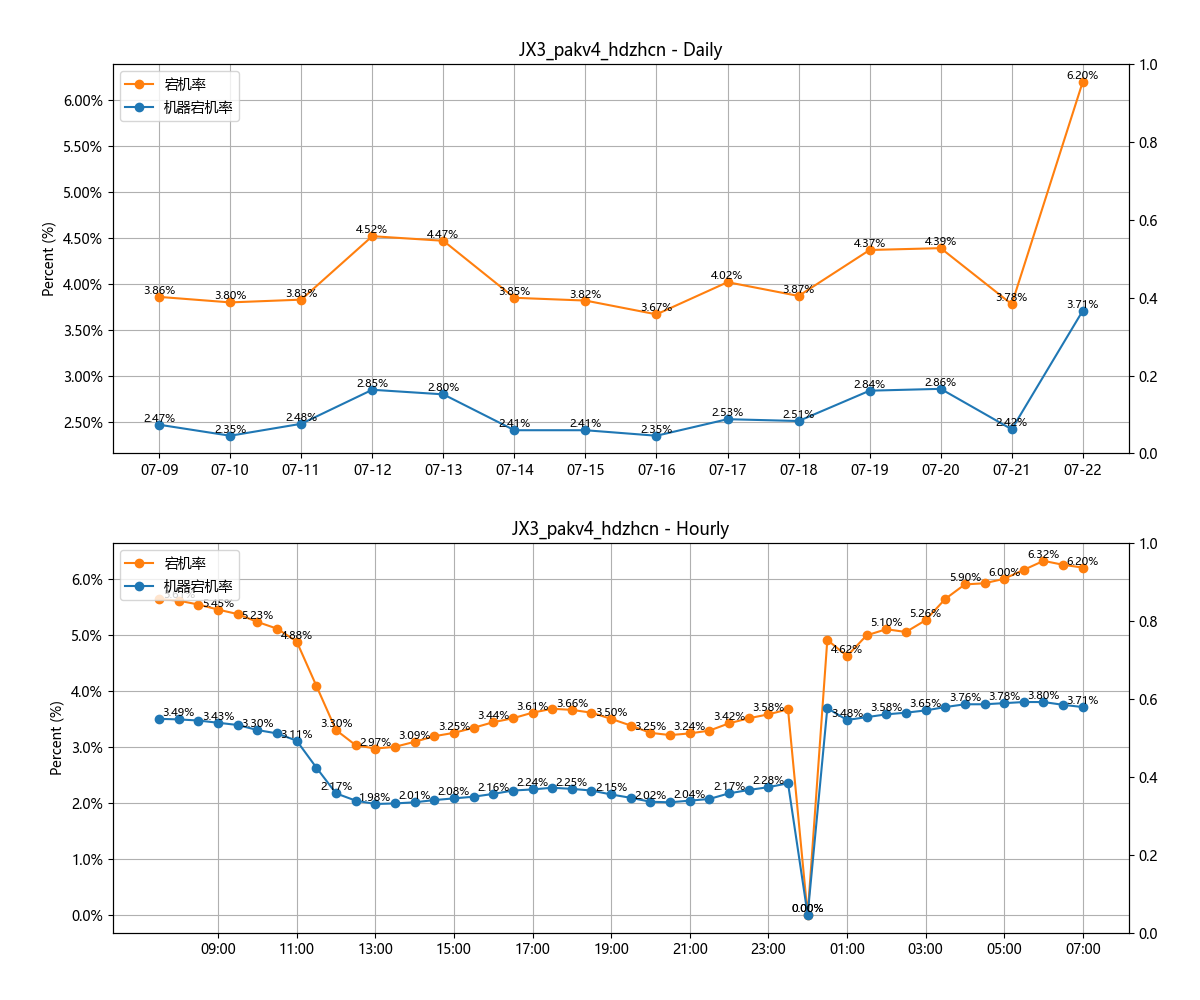 JX3_pakv4_hdzhcn - Daily
宕机率
机器宕机率
Percent (%)
6.00%
5.50%
5.00%
4.50%
4.00%
3.50%
3.00%
2.50%
1.0
0.8
0.6
0.4
0.2
0.0
3.86% 3.80% 3.83% 4.52% 4.47% 3.85% 3.82% 3.67% 4.02% 3.87% 4.37% 4.39% 3.78% 6.20%
2.47% 2.35% 2.48% 2.85% 2.80% 2.41% 2.41% 2.35% 2.53% 2.51% 2.84% 2.86% 2.42% 3.71%
07-09 07-10 07-11 07-12 07-13 07-14 07-15 07-16 07-17 07-18 07-19 07-20 07-21 07-22
JX3_pakv4_hdzhcn - Hourly
宕机率
机器宕机率
Percent (%)
6.0%
5.0%
4.0%
3.0%
2.0%
1.0%
0.0%
1.0
0.8
0.6
0.4
0.2
0.0
5.45% 5.23% 4.88% 3.30% 2.97% 3.09% 3.25% 3.44% 3.61% 3.66% 3.50% 3.25% 3.24% 3.42% 3.58% 0.00% 4.62% 5.10% 5.26% 5.90% 6.00% 6.32% 6.20%
3.49% 3.43% 3.30% 3.11% 2.17% 1.98% 2.01% 2.08% 2.16% 2.24% 2.25% 2.15% 2.02% 2.04% 2.17% 2.28% 0.00% 3.48% 3.58% 3.65% 3.76% 3.78% 3.80% 3.71%
09:00 11:00 13:00 15:00 17:00 19:00 21:00 23:00 01:00 03:00 05:00 07:00